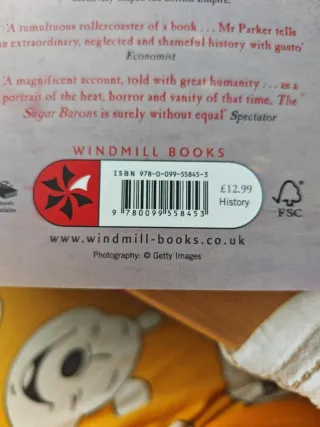 'A tumultuous rollercoaster of a book . . . Mr Parker tells
an extraordinary, neglected and shameful history with gusto'
Economist
'A magnificent account, told with great humanity . . . as a
portrait of the heat, horror and vanity of that time, The
Sugar Barons is surely without equal' Spectator
WINDMILL BOOKS
ISBN 978-0-099-55845-3
£12.99
History
9 780099 558453
FSC
www.windmill-books.co.uk
Photography: © Getty Images